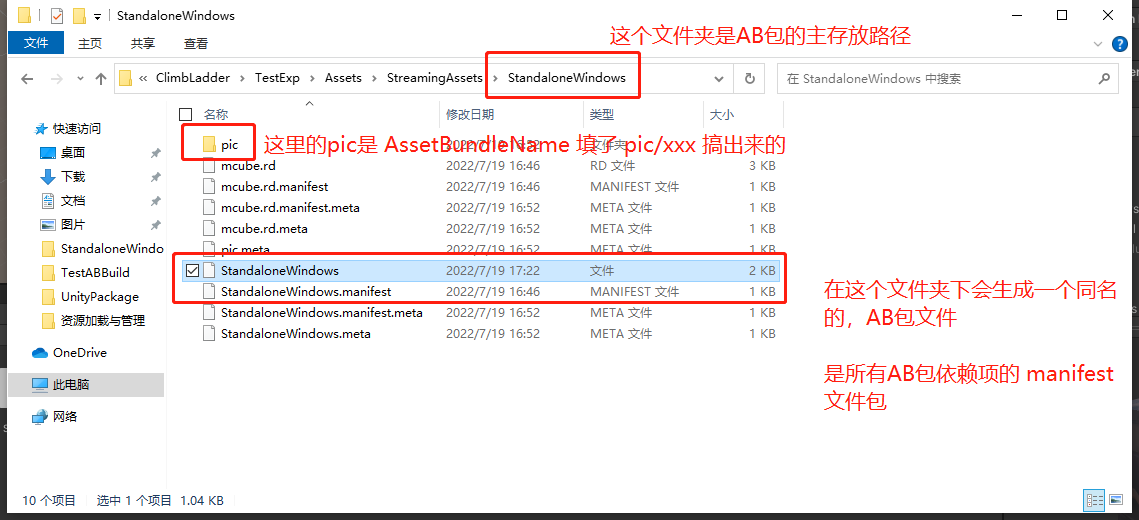 StandaloneWindows
这个文件夹是AB包的主存放路径
文件 主页 共享 查看
« ClimbLadder › TestExp › Assets › StreamingAssets › StandaloneWindows
在 StandaloneWindows 中搜索
名称 修改日期 类型 大小
快速访问
桌面
下载
文档
图片
StandaloneWindo
TestABBuild
UnityPackage
资源加载与管理
OneDrive
此电脑
网络
pic
这里的pic是 AssetBundleName 填了 pic/xxx 搞出来的
mcube.rd 2022/7/19 16:46 RD 文件 3 KB
mcube.rd.manifest 2022/7/19 16:46 MANIFEST 文件 1 KB
mcube.rd.manifest.meta 2022/7/19 16:52 META 文件 1 KB
mcube.rd.meta 2022/7/19 16:52 META 文件 1 KB
pic.meta 2022/7/19 16:52 META 文件 1 KB
StandaloneWindows 2022/7/19 17:22 文件 2 KB
StandaloneWindows.manifest 2022/7/19 16:46 MANIFEST 文件 1 KB
StandaloneWindows.manifest.meta 2022/7/19 16:52 META 文件 1 KB
StandaloneWindows.meta 2022/7/19 16:52 META 文件 1 KB
在这个文件夹下会生成一个同名
的，AB包文件
是所有AB包依赖项的 manifest
文件包
10 个项目 选中 1 个项目 1.04 KB